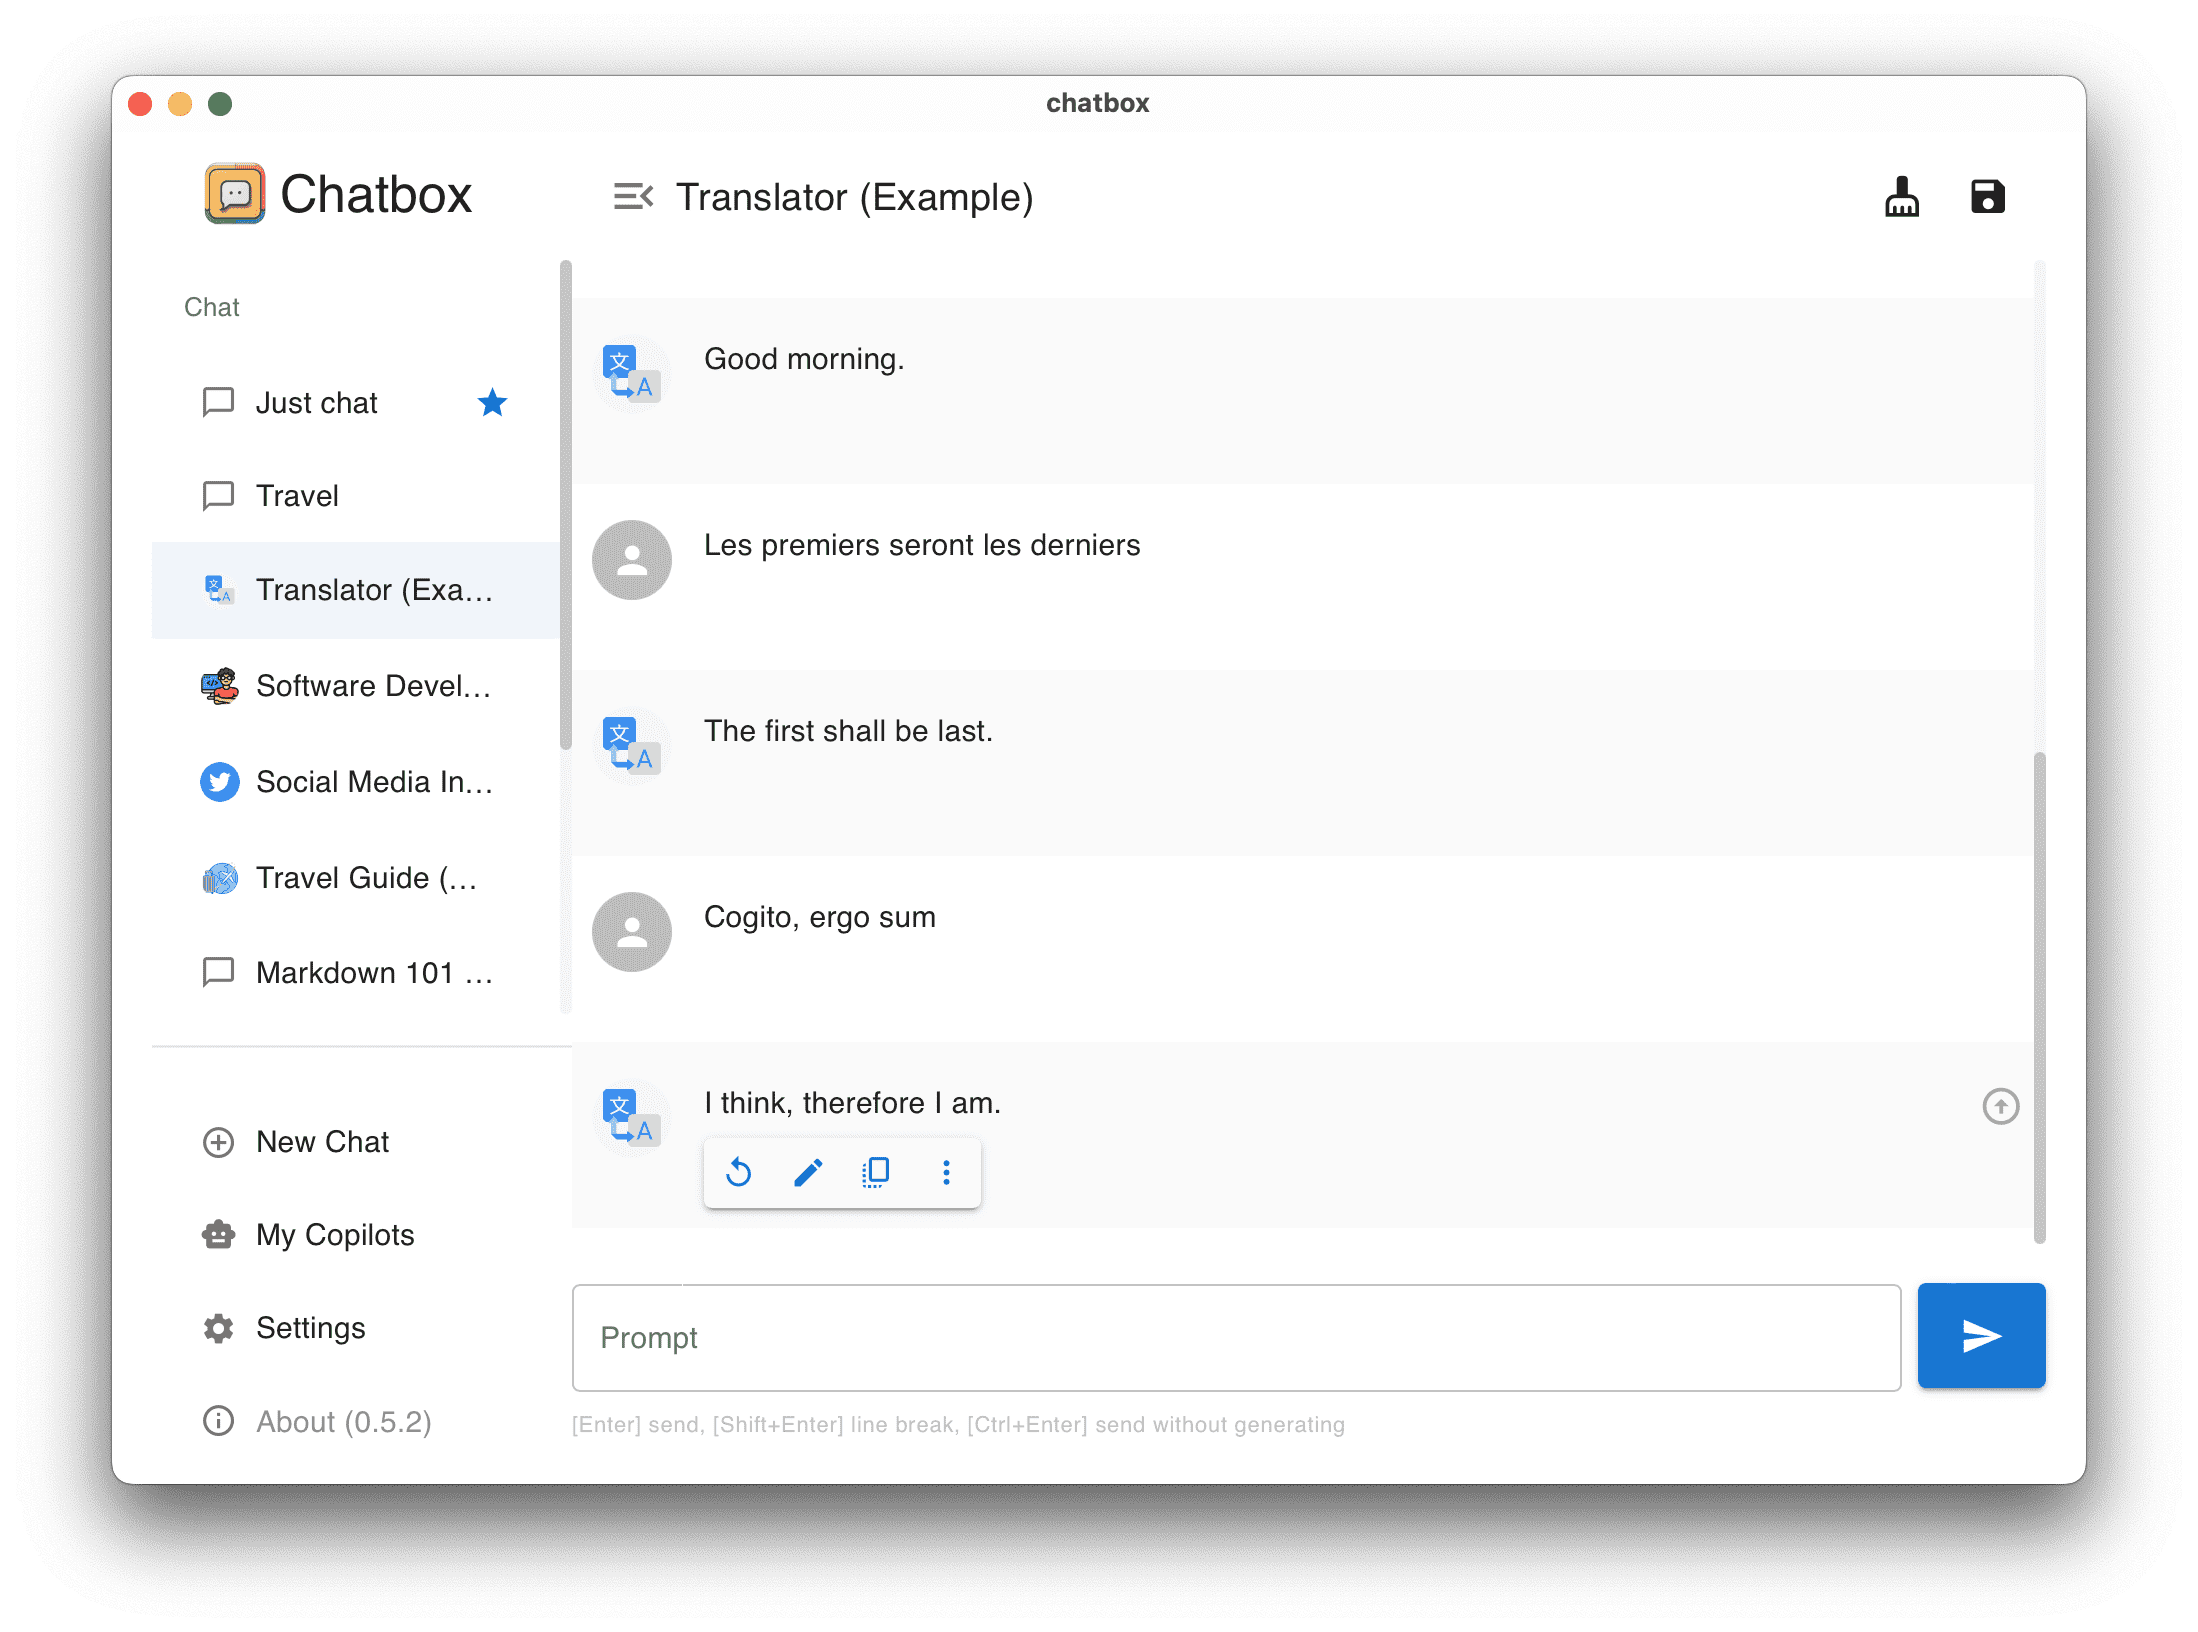 chatbox
Chatbox
Chat
Just chat
Travel
Translator (Exa...
Software Devel...
Social Media In...
Travel Guide (...
Markdown 101 ...
New Chat
My Copilots
Settings
About (0.5.2)
Translator (Example)
文 A
Good morning.
Les premiers seront les derniers
文 A
The first shall be last.
Cogito, ergo sum
文 A
I think, therefore I am.
Prompt
[Enter] send, [Shift+Enter] line break, [Ctrl+Enter] send without generating